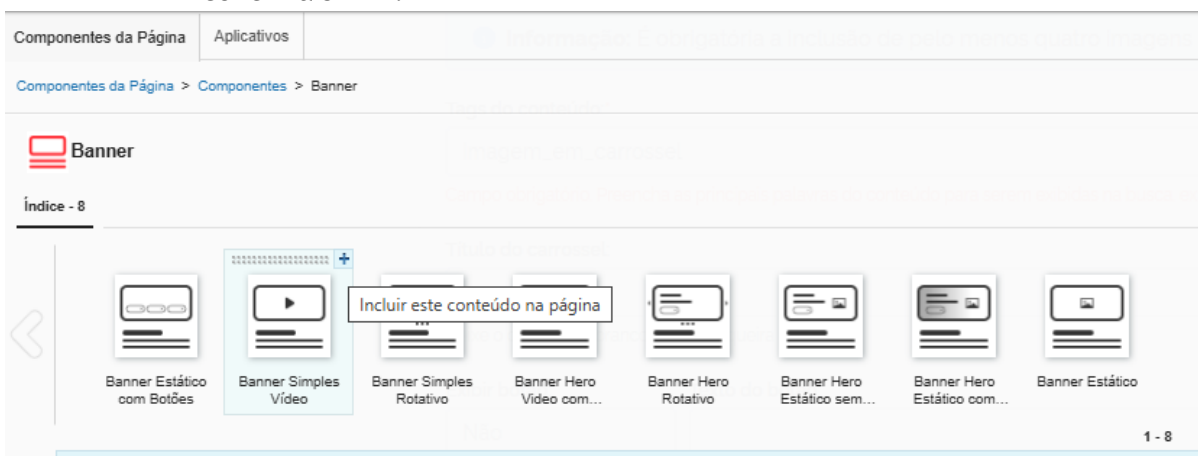 Componentes da Página Aplicativos
Componentes da Página > Componentes > Banner
Banner
Índice - 8
Incluir este conteúdo na página
Banner Estático com Botões
Banner Simples Vídeo
Banner Simples Rotativo
Banner Hero Video com...
Banner Hero Rotativo
Banner Hero Estático sem...
Banner Hero Estático com...
Banner Estático
1 - 8